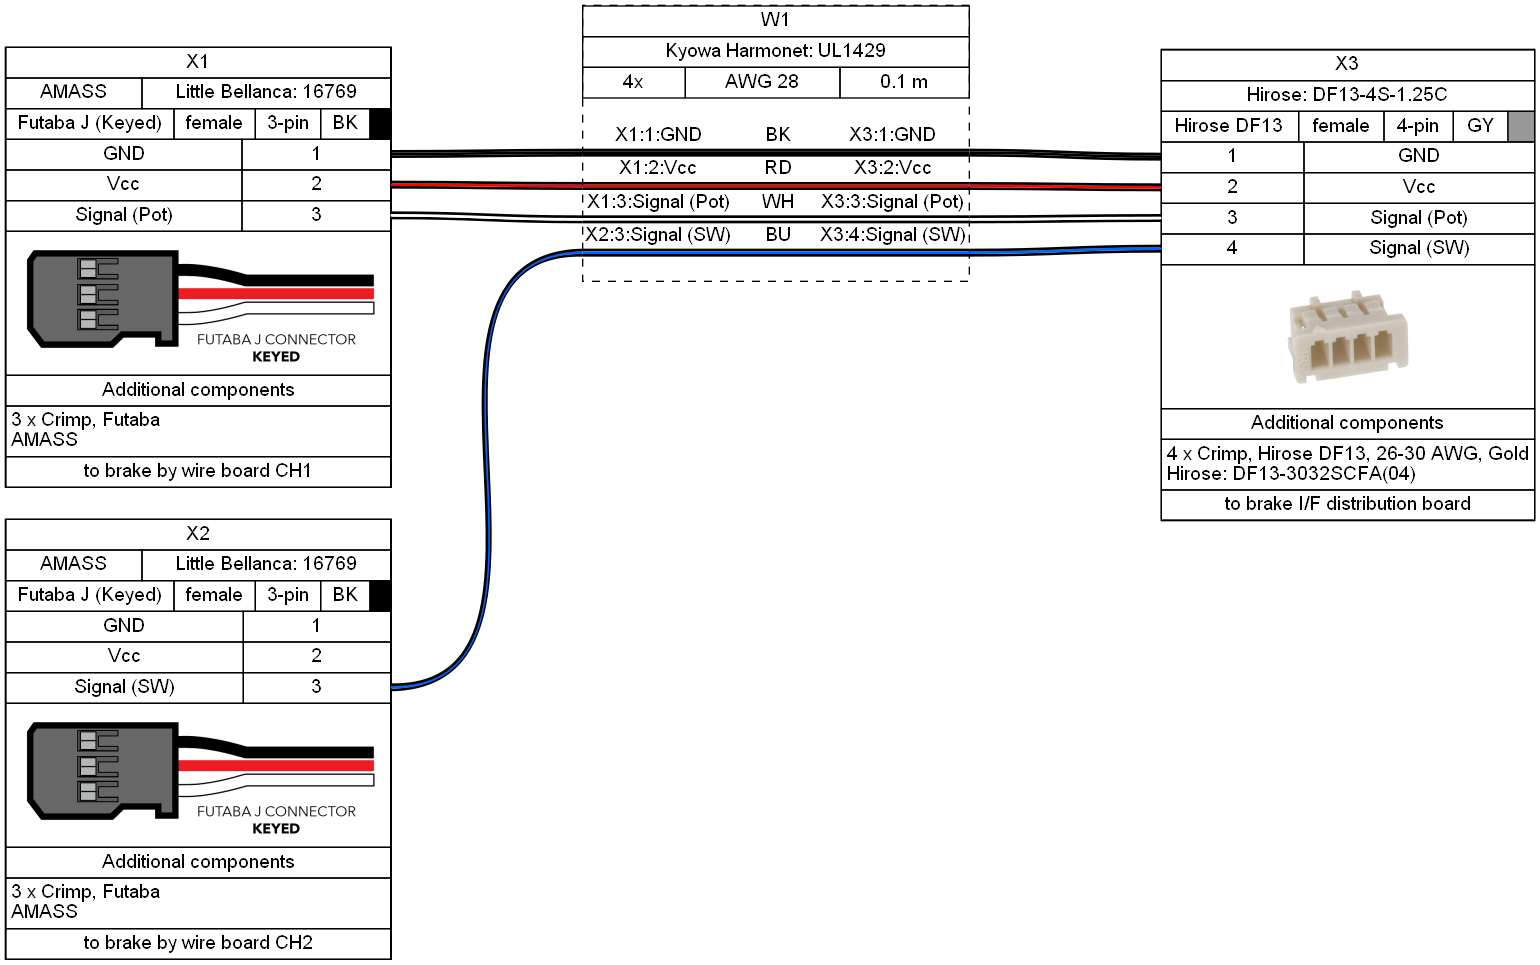 X1
AMASS Little Bellanca: 16769
Futaba J (Keyed) female 3-pin BK
GND 1
Vcc 2
Signal (Pot) 3
FUTABA J CONNECTOR
KEYED
Additional components
3 x Crimp, Futaba
AMASS
to brake by wire board CH1
X2
AMASS Little Bellanca: 16769
Futaba J (Keyed) female 3-pin BK
GND 1
Vcc 2
Signal (SW) 3
FUTABA J CONNECTOR
KEYED
Additional components
3 x Crimp, Futaba
AMASS
to brake by wire board CH2
W1
Kyowa Harmonet: UL1429
4x AWG 28 0.1 m
X1:1:GND BK X3:1:GND
X1:2:Vcc RD X3:2:Vcc
X1:3:Signal (Pot) WH X3:3:Signal (Pot)
X2:3:Signal (SW) BU X3:4:Signal (SW)
X3
Hirose: DF13-4S-1.25C
Hirose DF13 female 4-pin GY
1 GND
2 Vcc
3 Signal (Pot)
4 Signal (SW)
Additional components
4 x Crimp, Hirose DF13, 26-30 AWG, Gold
Hirose: DF13-3032SCFA(04)
to brake I/F distribution board